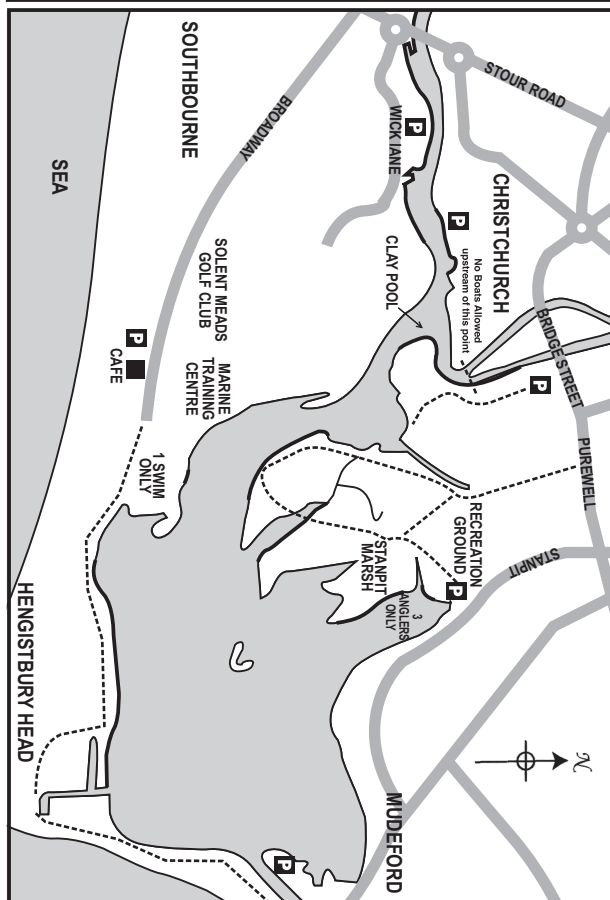 STOUR ROAD
WICK LANE
CHRISTCHURCH
No Boats Allowed
upstream of this point
CLAY POOL
BRIDGE STREET
PUREWELL
STANPIT
SOUTHBOURNE
BROADWAY
SEA
SOLENT MEADS
GOLF CLUB
P
CAFE
MARINE
TRAINING
CENTRE
1 SWIM
ONLY
RECREATION
GROUND
STANPIT
MARSH
3
ANGLERS
ONLY
P
P
P
P
P
HENGISTBURY HEAD
MUDEFORD
N